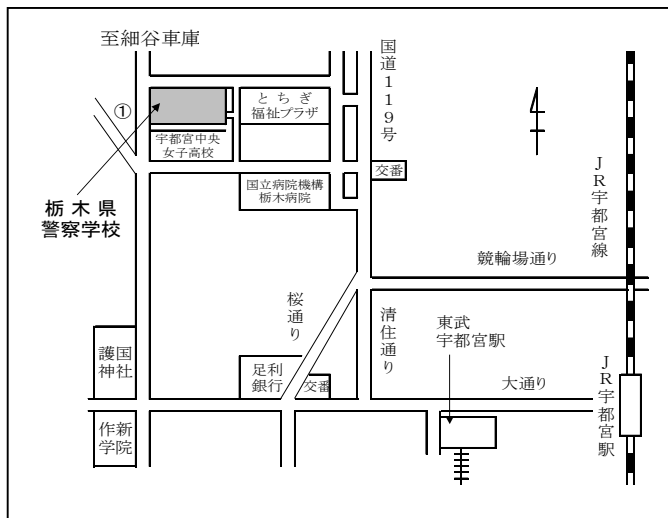 至細谷車庫
国道119号
①
とちぎ
福祉プラザ
宇都宮中央
女子高校
交番
国立病院機構
栃木病院
栃木県
警察学校
JR宇都宮線
競輪場通り
桜通り
清住通り
東武
宇都宮駅
護国
神社
足利
銀行
交番
大通り
JR宇都宮駅
作新
学院